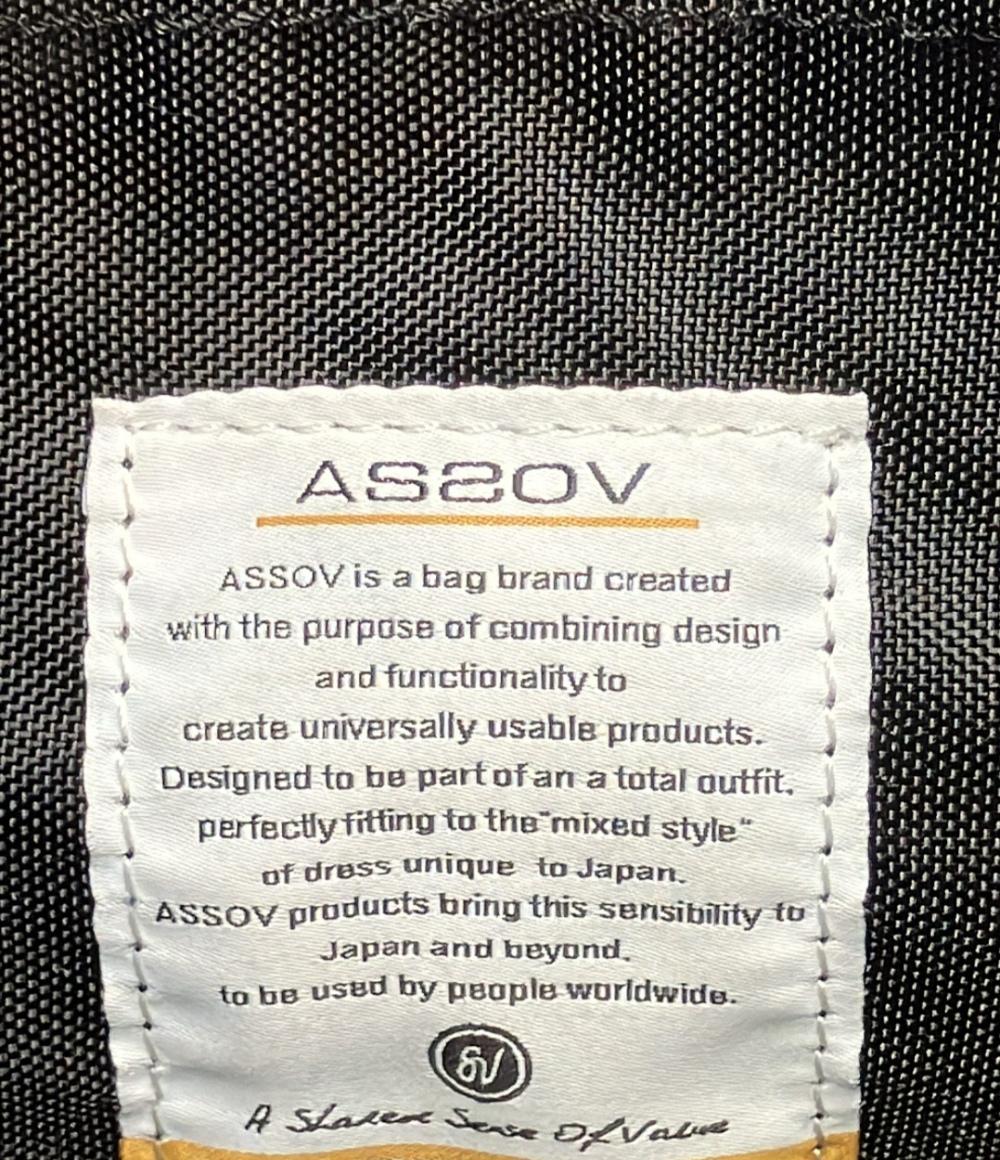 ASSOV
ASSOV is a bag brand created
with the purpose of combining design
and functionality to
create universally usable products.
Designed to be part of an a total outfit.
perfectly fitting to the "mixed style"
of dress unique to Japan.
ASSOV products bring this sensibility to
Japan and beyond.
to be used by people worldwide.
A Shared Sense Of Value